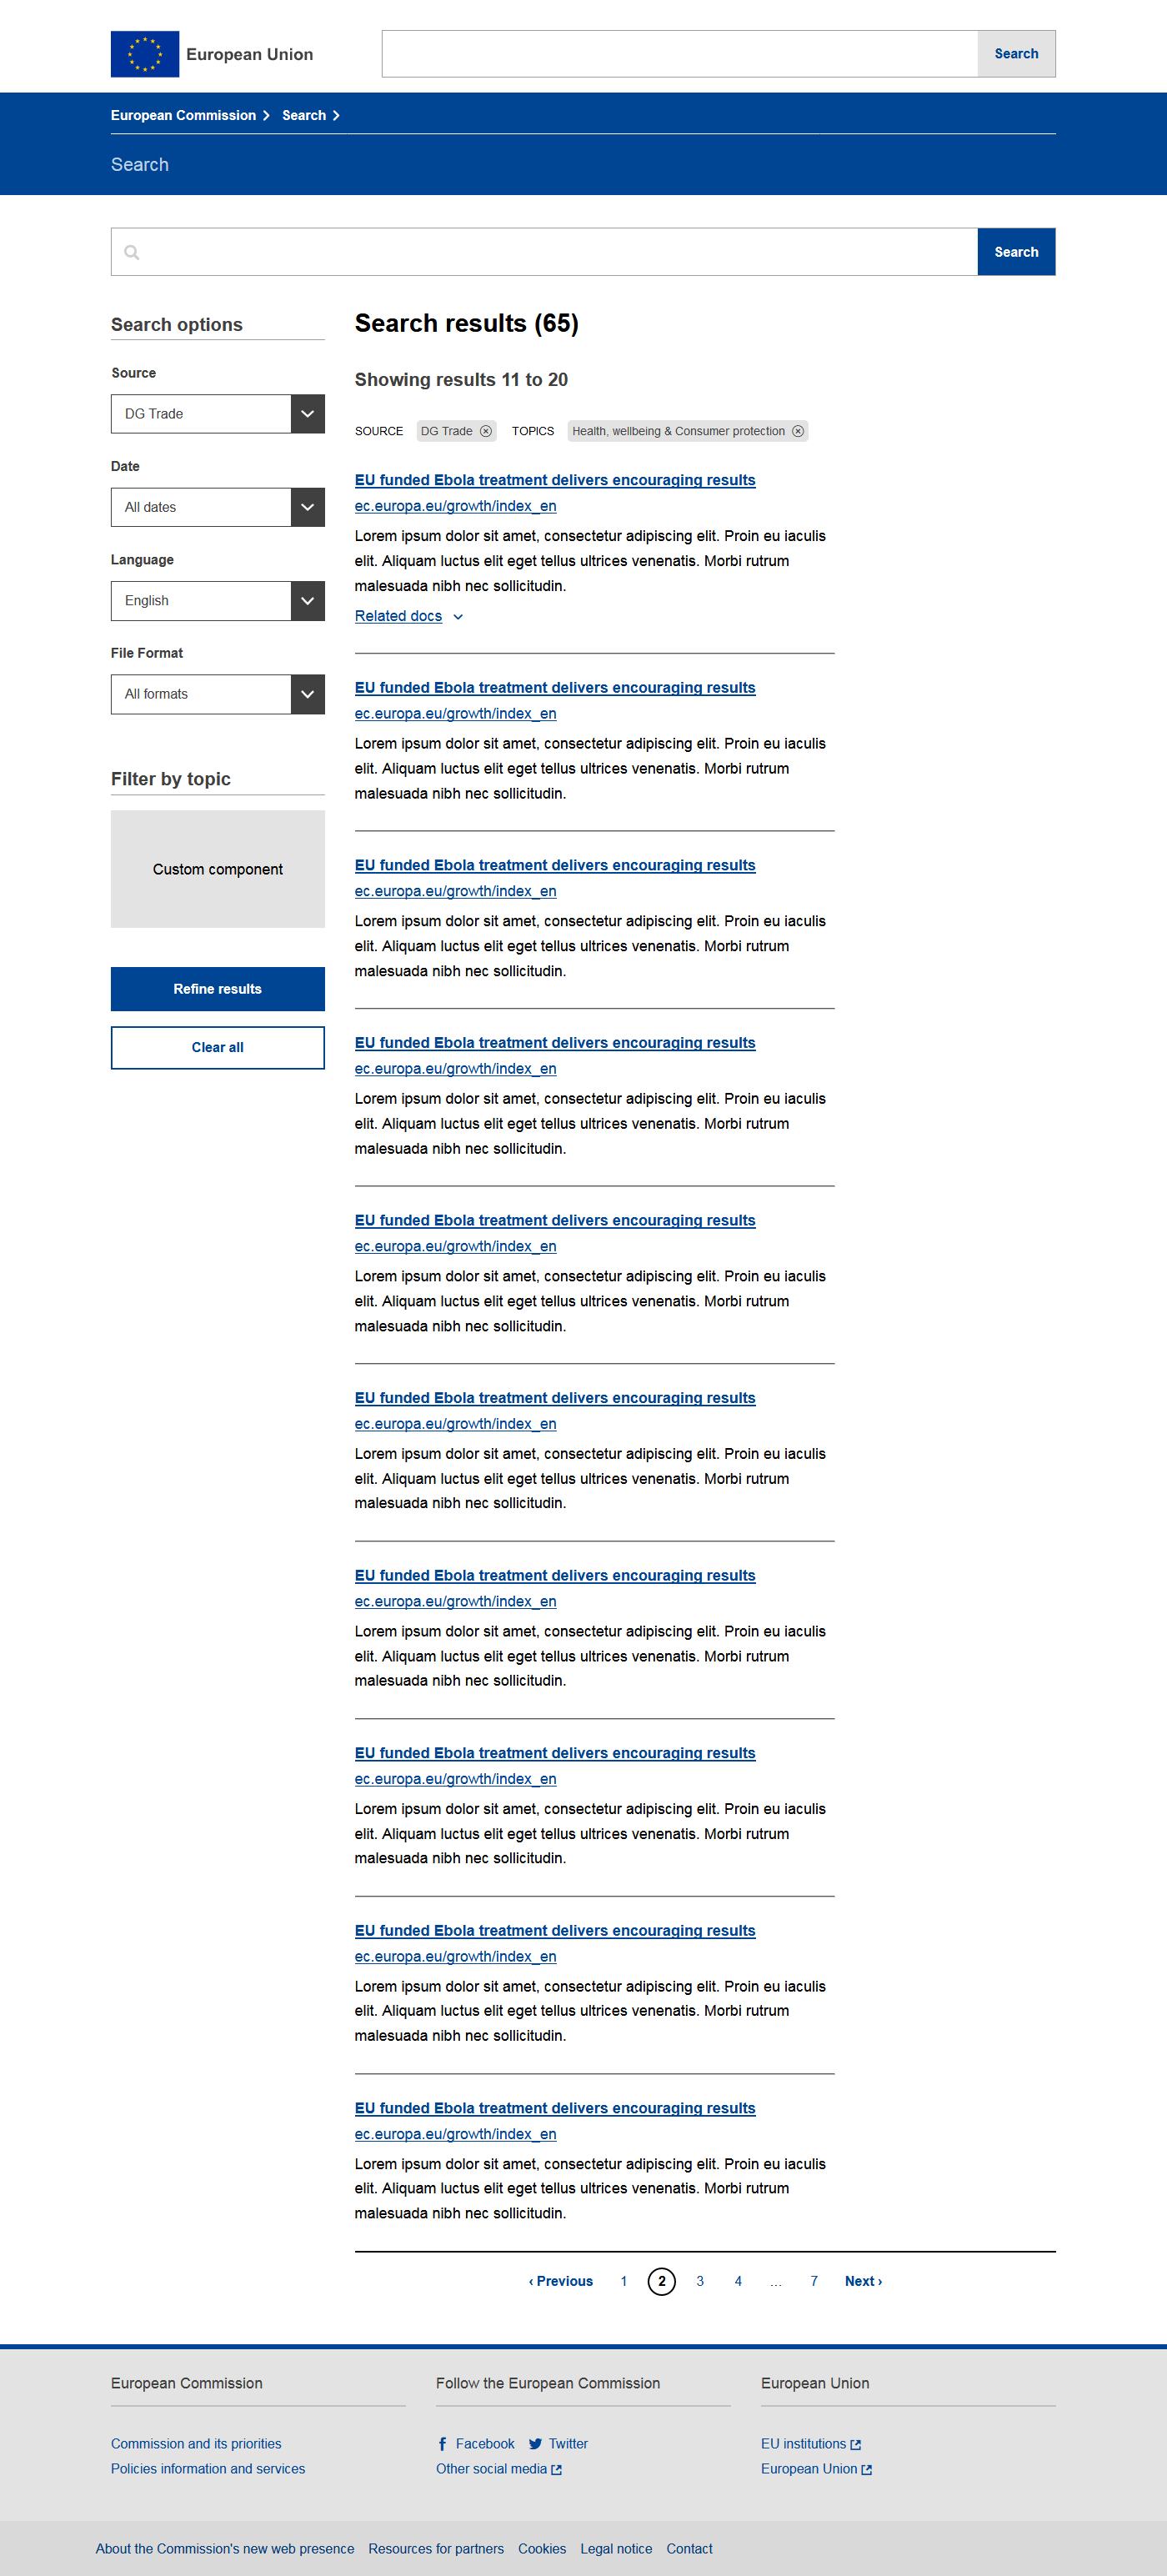 European Union
Search
European Commission
Search
Search
Search
Search options
Source
DG Trade
Date
All dates
Language
English
File Format
All formats
Filter by topic
Custom component
Refine results
Clear all
Search results (65)
Showing results 11 to 20
SOURCE DG Trade TOPICS Health, wellbeing & Consumer protection
EU funded Ebola treatment delivers encouraging results
ec.europa.eu/growth/index_en
Lorem ipsum dolor sit amet, consectetur adipiscing elit. Proin eu iaculis
elit. Aliquam luctus elit eget tellus ultrices venenatis. Morbi rutrum
malesuada nibh nec sollicitudin.
Related docs
EU funded Ebola treatment delivers encouraging results
ec.europa.eu/growth/index_en
Lorem ipsum dolor sit amet, consectetur adipiscing elit. Proin eu iaculis
elit. Aliquam luctus elit eget tellus ultrices venenatis. Morbi rutrum
malesuada nibh nec sollicitudin.
EU funded Ebola treatment delivers encouraging results
ec.europa.eu/growth/index_en
Lorem ipsum dolor sit amet, consectetur adipiscing elit. Proin eu iaculis
elit. Aliquam luctus elit eget tellus ultrices venenatis. Morbi rutrum
malesuada nibh nec sollicitudin.
EU funded Ebola treatment delivers encouraging results
ec.europa.eu/growth/index_en
Lorem ipsum dolor sit amet, consectetur adipiscing elit. Proin eu iaculis
elit. Aliquam luctus elit eget tellus ultrices venenatis. Morbi rutrum
malesuada nibh nec sollicitudin.
EU funded Ebola treatment delivers encouraging results
ec.europa.eu/growth/index_en
Lorem ipsum dolor sit amet, consectetur adipiscing elit. Proin eu iaculis
elit. Aliquam luctus elit eget tellus ultrices venenatis. Morbi rutrum
malesuada nibh nec sollicitudin.
EU funded Ebola treatment delivers encouraging results
ec.europa.eu/growth/index_en
Lorem ipsum dolor sit amet, consectetur adipiscing elit. Proin eu iaculis
elit. Aliquam luctus elit eget tellus ultrices venenatis. Morbi rutrum
malesuada nibh nec sollicitudin.
EU funded Ebola treatment delivers encouraging results
ec.europa.eu/growth/index_en
Lorem ipsum dolor sit amet, consectetur adipiscing elit. Proin eu iaculis
elit. Aliquam luctus elit eget tellus ultrices venenatis. Morbi rutrum
malesuada nibh nec sollicitudin.
EU funded Ebola treatment delivers encouraging results
ec.europa.eu/growth/index_en
Lorem ipsum dolor sit amet, consectetur adipiscing elit. Proin eu iaculis
elit. Aliquam luctus elit eget tellus ultrices venenatis. Morbi rutrum
malesuada nibh nec sollicitudin.
EU funded Ebola treatment delivers encouraging results
ec.europa.eu/growth/index_en
Lorem ipsum dolor sit amet, consectetur adipiscing elit. Proin eu iaculis
elit. Aliquam luctus elit eget tellus ultrices venenatis. Morbi rutrum
malesuada nibh nec sollicitudin.
EU funded Ebola treatment delivers encouraging results
ec.europa.eu/growth/index_en
Lorem ipsum dolor sit amet, consectetur adipiscing elit. Proin eu iaculis
elit. Aliquam luctus elit eget tellus ultrices venenatis. Morbi rutrum
malesuada nibh nec sollicitudin.
‹ Previous 1 2 3 4 ... 7 Next ›
European Commission
Commission and its priorities
Policies information and services
Follow the European Commission
Facebook Twitter
Other social media
European Union
EU institutions
European Union
About the Commission's new web presence Resources for partners Cookies Legal notice Contact